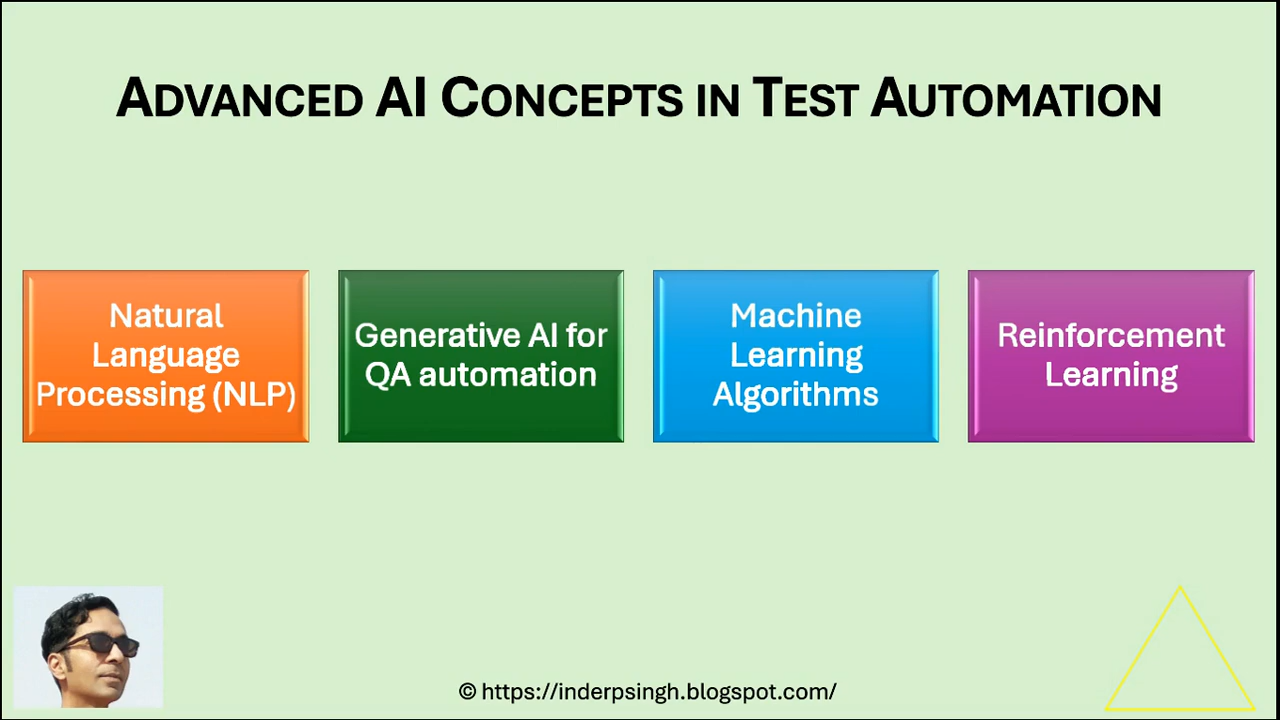 ADVANCED AI CONCEPTS IN TEST AUTOMATION
Natural
Language
Processing (NLP)
Generative AI for
QA automation
Machine
Learning
Algorithms
Reinforcement
Learning
© https://inderpsingh.blogspot.com/